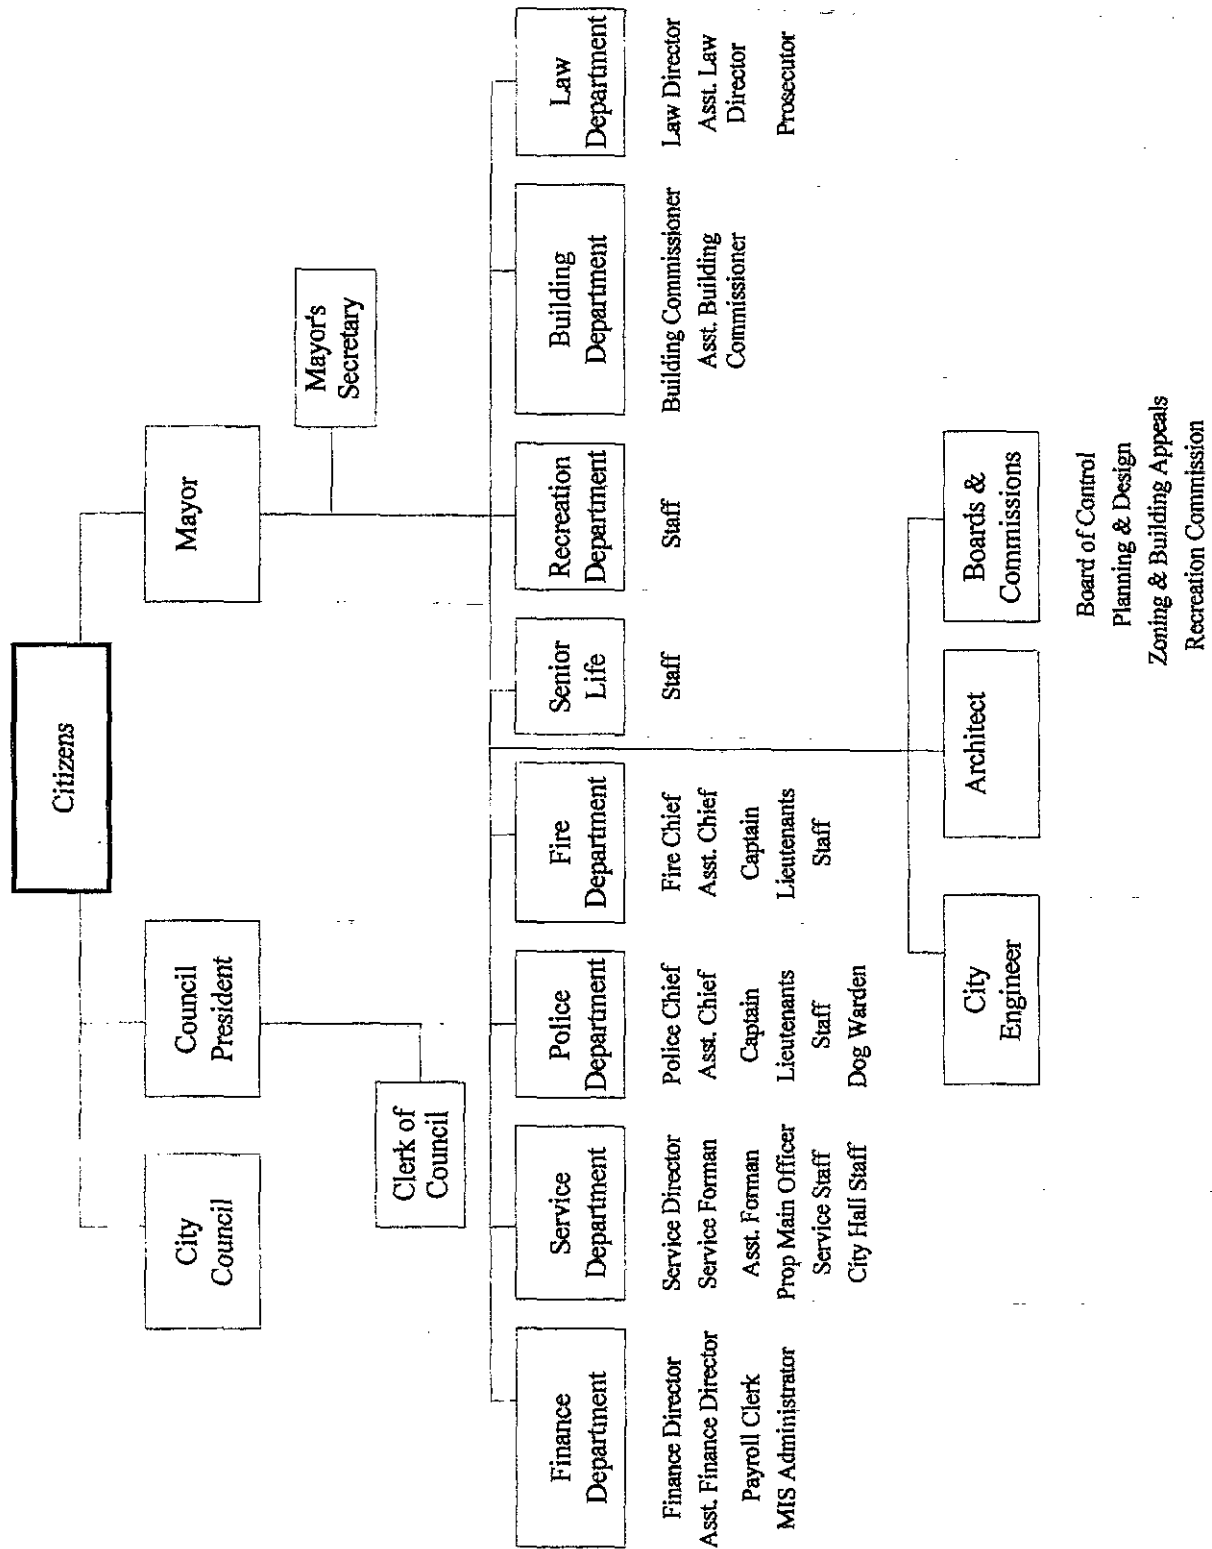 Citizens
City
Council
Council
President
Mayor
Mayor's
Secretary
Clerk of
Council
Finance
Department
Finance Director
Asst. Finance Director
Payroll Clerk
MIS Administrator
Service
Department
Service Director
Service Forman
Asst. Forman
Prop Main Officer
Service Staff
City Hall Staff
Police
Department
Police Chief
Asst. Chief
Captain
Lieutenants
Staff
Dog Warden
Fire
Department
Fire Chief
Asst. Chief
Captain
Lieutenants
Staff
Senior
Life
Staff
Recreation
Department
Staff
Building
Department
Building Commissioner
Asst. Building
Commissioner
Law
Department
Law Director
Asst. Law
Director
Prosecutor
City
Engineer
Architect
Boards &
Commissions
Board of Control
Planning & Design
Zoning & Building Appeals
Recreation Commission